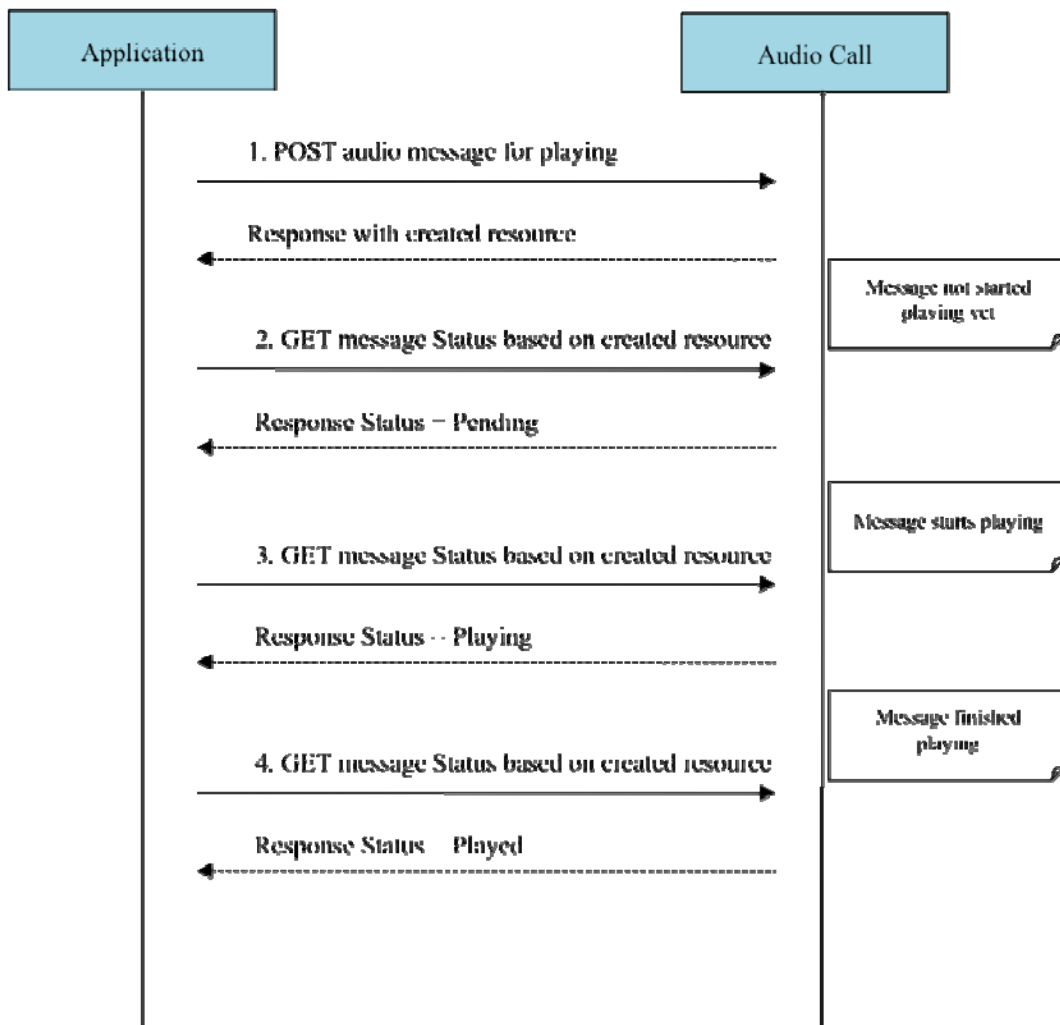 Application
Audio Call
1. POST audio message for playing
Response with created resource
Message not started
playing yet
2. GET message Status based on created resource
Response Status = Pending
Message starts playing
3. GET message Status based on created resource
Response Status = Playing
Message finished
playing
4. GET message Status based on created resource
Response Status = Played